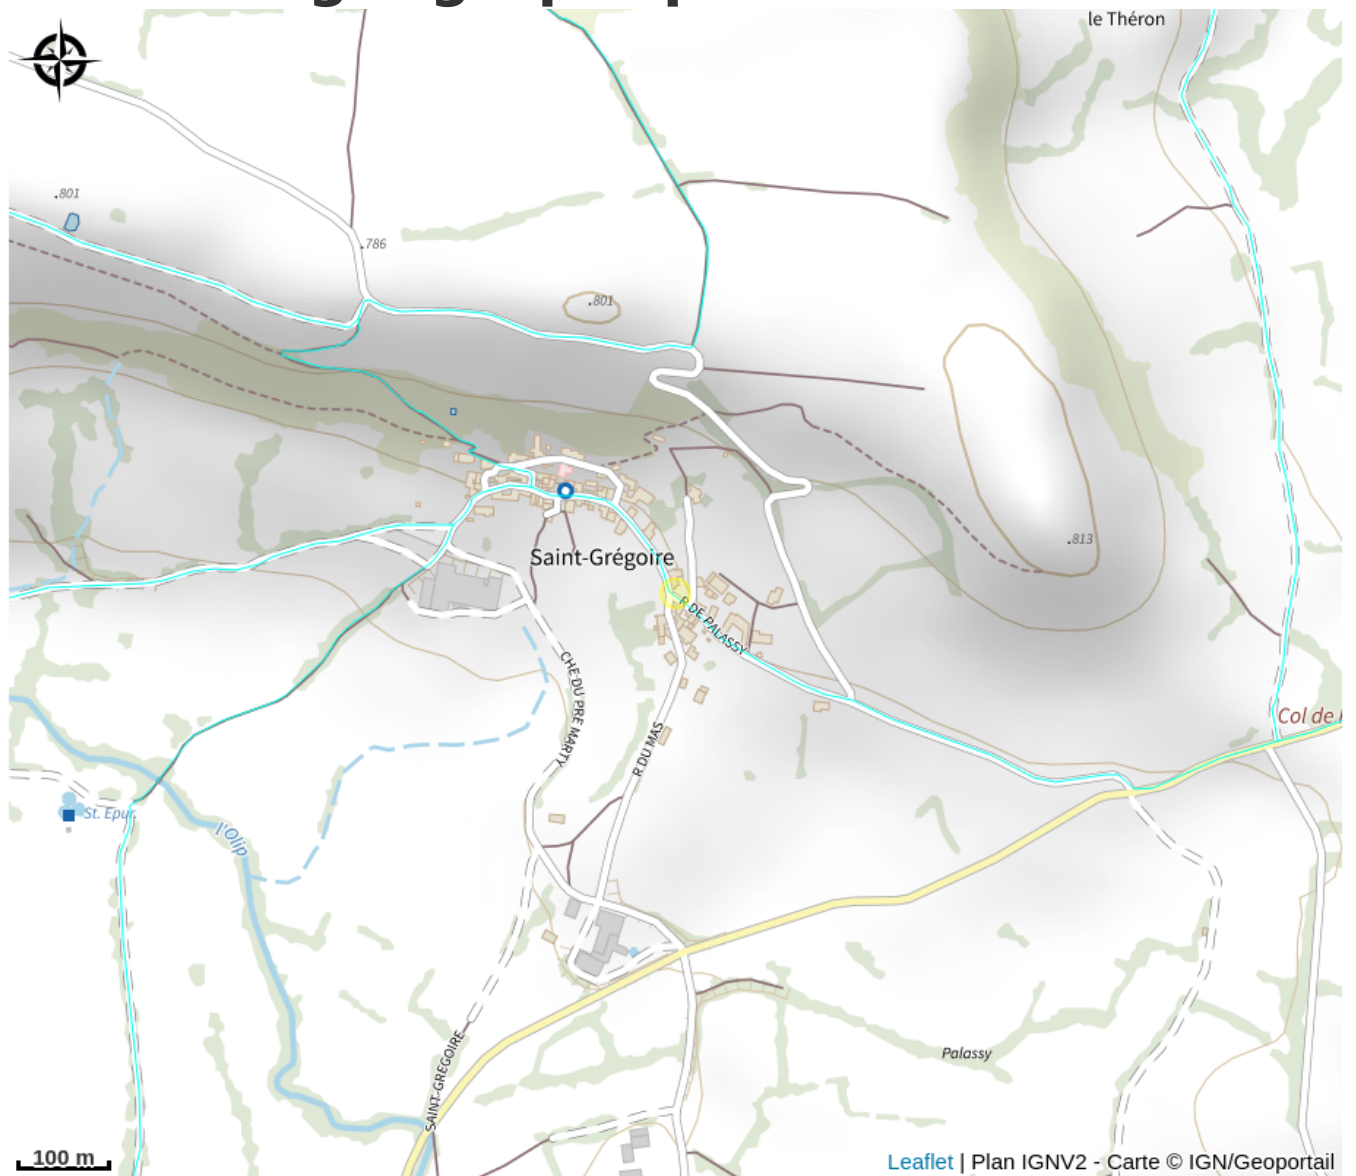 le Théron
.801
.786
.801
.813
Saint-Grégoire
R DE PALASSY
CHE DU PRE MARTY
R DU MAS
Col de
St. Epur.
l'Olip
SAINT-GREGOIRE
Palassy
100 m
Leaflet | Plan IGNV2 - Carte © IGN/Geoportail